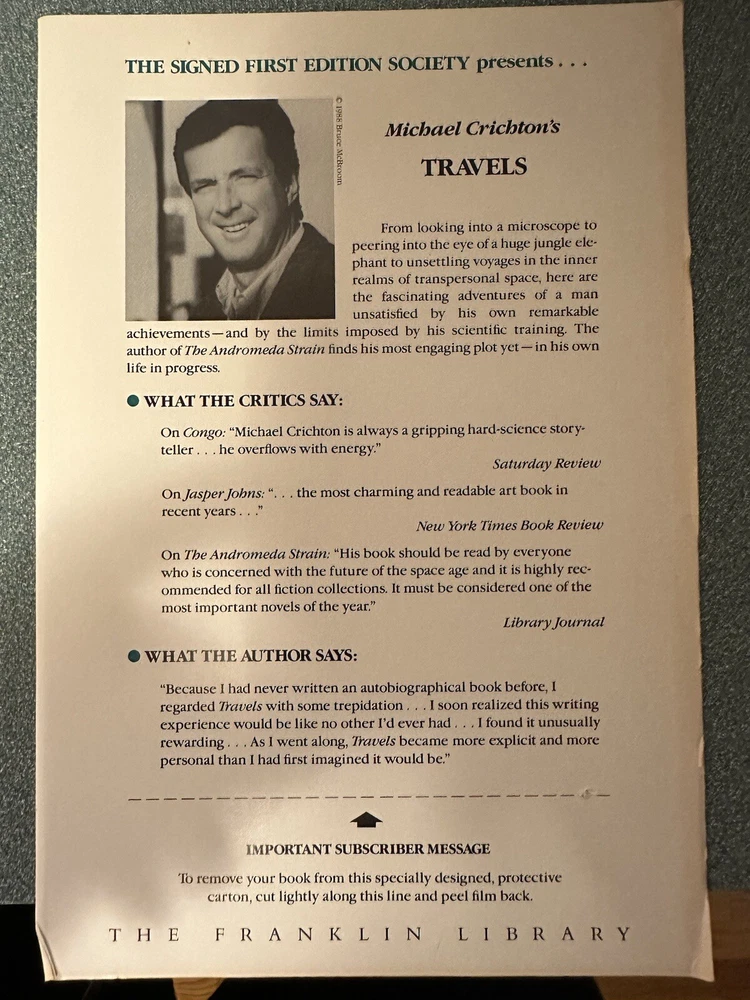 THE SIGNED FIRST EDITION SOCIETY presents . . .
© 1988 Bruce McBroom
Michael Crichton's
TRAVELS
From looking into a microscope to
peering into the eye of a huge jungle ele-
phant to unsettling voyages in the inner
realms of transpersonal space, here are
the fascinating adventures of a man
unsatisfied by his own remarkable
achievements—and by the limits imposed by his scientific training. The
author of The Andromeda Strain finds his most engaging plot yet—in his own
life in progress.
● WHAT THE CRITICS SAY:
On Congo: “Michael Crichton is always a gripping hard-science story-
teller . . . he overflows with energy.”
Saturday Review
On Jasper Johns: “. . . the most charming and readable art book in
recent years . . .”
New York Times Book Review
On The Andromeda Strain: “His book should be read by everyone
who is concerned with the future of the space age and it is highly rec-
ommended for all fiction collections. It must be considered one of the
most important novels of the year.”
Library Journal
● WHAT THE AUTHOR SAYS:
“Because I had never written an autobiographical book before, I
regarded Travels with some trepidation . . . I soon realized this writing
experience would be like no other I'd ever had . . . I found it unusually
rewarding . . . As I went along, Travels became more explicit and more
personal than I had first imagined it would be.”
IMPORTANT SUBSCRIBER MESSAGE
To remove your book from this specially designed, protective
carton, cut lightly along this line and peel film back.
THE FRANKLIN LIBRARY